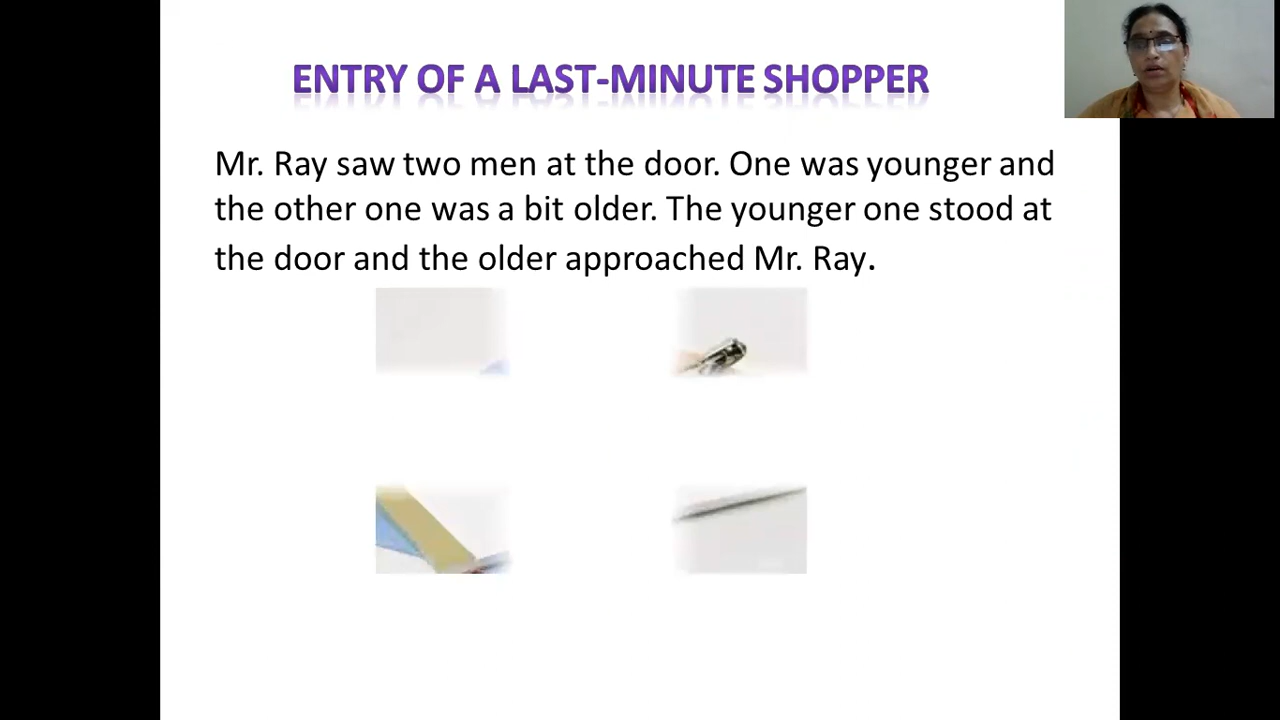 ENTRY OF A LAST-MINUTE SHOPPER
Mr. Ray saw two men at the door. One was younger and
the other one was a bit older. The younger one stood at
the door and the older approached Mr. Ray.